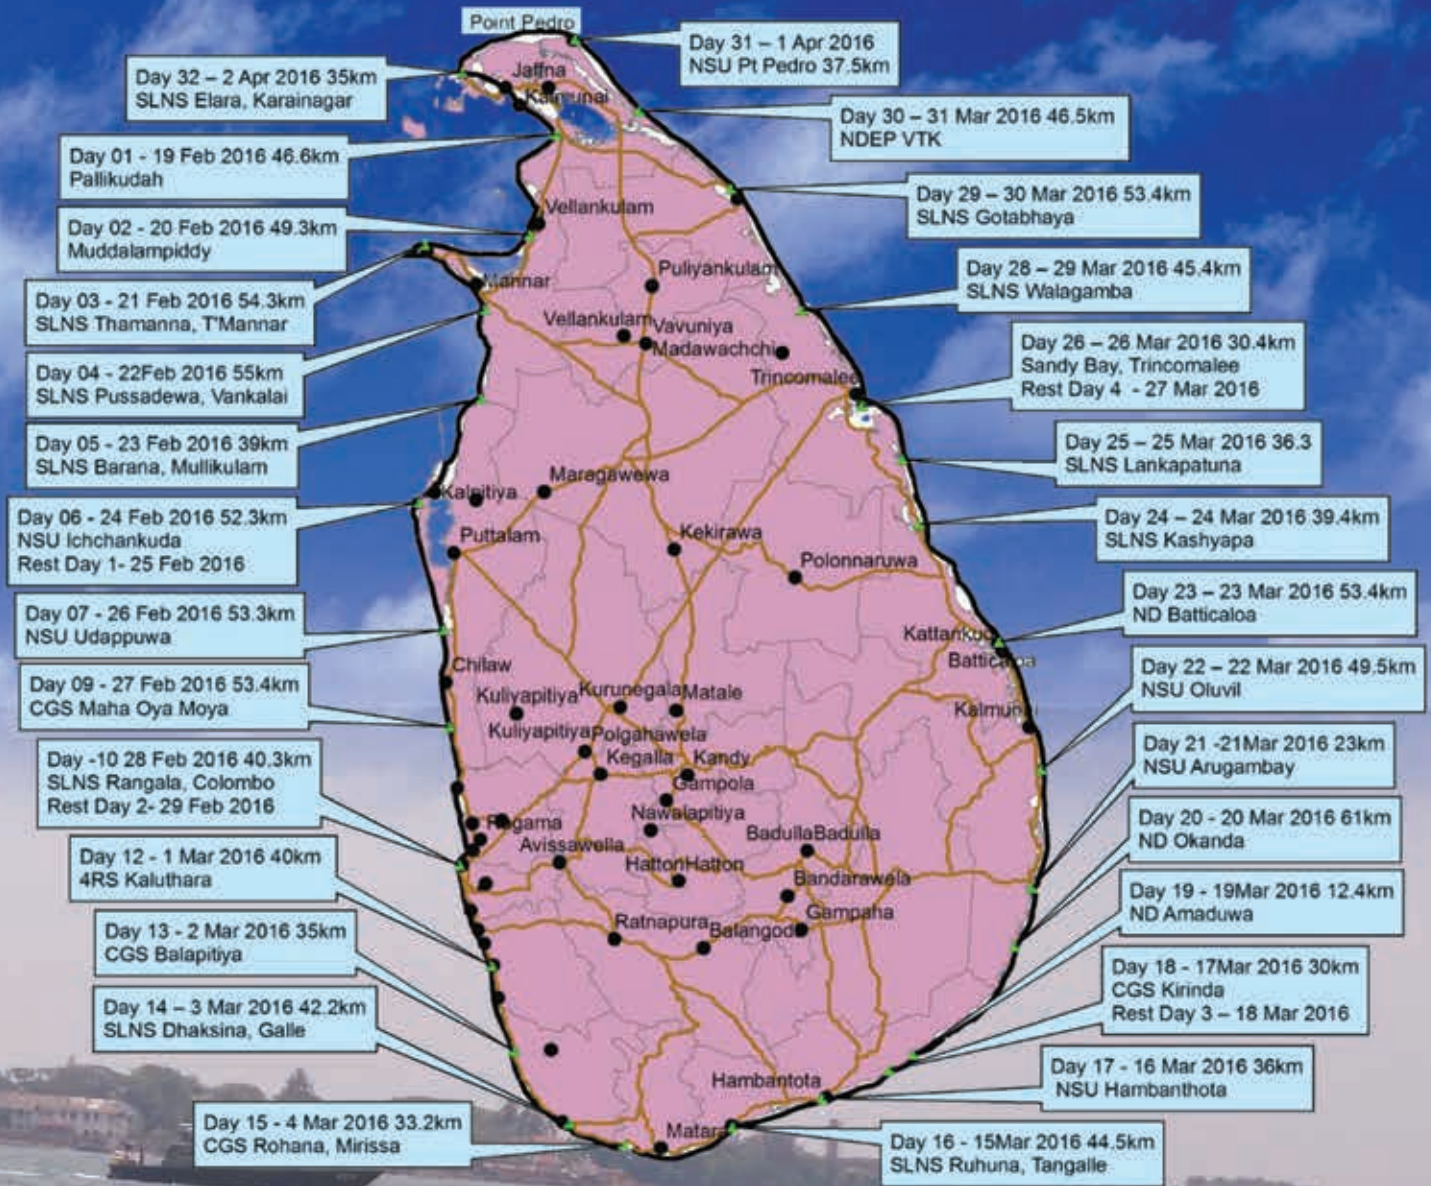 Point Pedro
Day 31 – 1 Apr 2016
NSU Pt Pedro 37.5km
Day 32 – 2 Apr 2016 35km
SLNS Elara, Karainagar
Jaffna
Kalmunai
Day 30 – 31 Mar 2016 46.5km
NDEP VTK
Day 01 - 19 Feb 2016 46.6km
Pallikudah
Day 29 – 30 Mar 2016 53.4km
SLNS Gotabhaya
Day 02 - 20 Feb 2016 49.3km
Muddalampiddy
Vellankulam
Day 28 – 29 Mar 2016 45.4km
SLNS Walagamba
Puliyankulam
Mannar
Day 03 - 21 Feb 2016 54.3km
SLNS Thamanna, T'Mannar
Vellankulam
Vavuniya
Madawachchi
Day 26 – 26 Mar 2016 30.4km
Sandy Bay, Trincomalee
Rest Day 4 - 27 Mar 2016
Day 04 - 22Feb 2016 55km
SLNS Pussadewa, Vankalai
Trincomalee
Day 05 - 23 Feb 2016 39km
SLNS Barana, Mullikulam
Day 25 – 25 Mar 2016 36.3
SLNS Lankapatuna
Maragawewa
Kalpitiya
Day 06 - 24 Feb 2016 52.3km
NSU Ichchankuda
Rest Day 1- 25 Feb 2016
Day 24 – 24 Mar 2016 39.4km
SLNS Kashyapa
Puttalam
Kekirawa
Polonnaruwa
Day 07 - 26 Feb 2016 53.3km
NSU Udappuwa
Day 23 – 23 Mar 2016 53.4km
ND Batticaloa
Kattankud
Batticaloa
Chilaw
Day 09 - 27 Feb 2016 53.4km
CGS Maha Oya Moya
Day 22 – 22 Mar 2016 49.5km
NSU Oluvil
Kuliyapitiya
Kurunegala
Matale
Kalmunai
Kuliyapitiya
Polgahawela
Day 21 -21Mar 2016 23km
NSU Arugambay
Day -10 28 Feb 2016 40.3km
SLNS Rangala, Colombo
Rest Day 2- 29 Feb 2016
Kegalla
Kandy
Gampola
Nawalapitiya
Day 20 - 20 Mar 2016 61km
ND Okanda
Ragama
Avissawella
BadullaBadulla
Day 12 - 1 Mar 2016 40km
4RS Kaluthara
HattonHatton
Bandarawela
Day 19 - 19Mar 2016 12.4km
ND Amaduwa
Ratnapura
Balangod
Gampaha
Day 13 - 2 Mar 2016 35km
CGS Balapitiya
Day 18 - 17Mar 2016 30km
CGS Kirinda
Rest Day 3 – 18 Mar 2016
Day 14 – 3 Mar 2016 42.2km
SLNS Dhaksina, Galle
Day 17 - 16 Mar 2016 36km
NSU Hambanthota
Hambantota
Day 15 - 4 Mar 2016 33.2km
CGS Rohana, Mirissa
Matara
Day 16 - 15Mar 2016 44.5km
SLNS Ruhuna, Tangalle